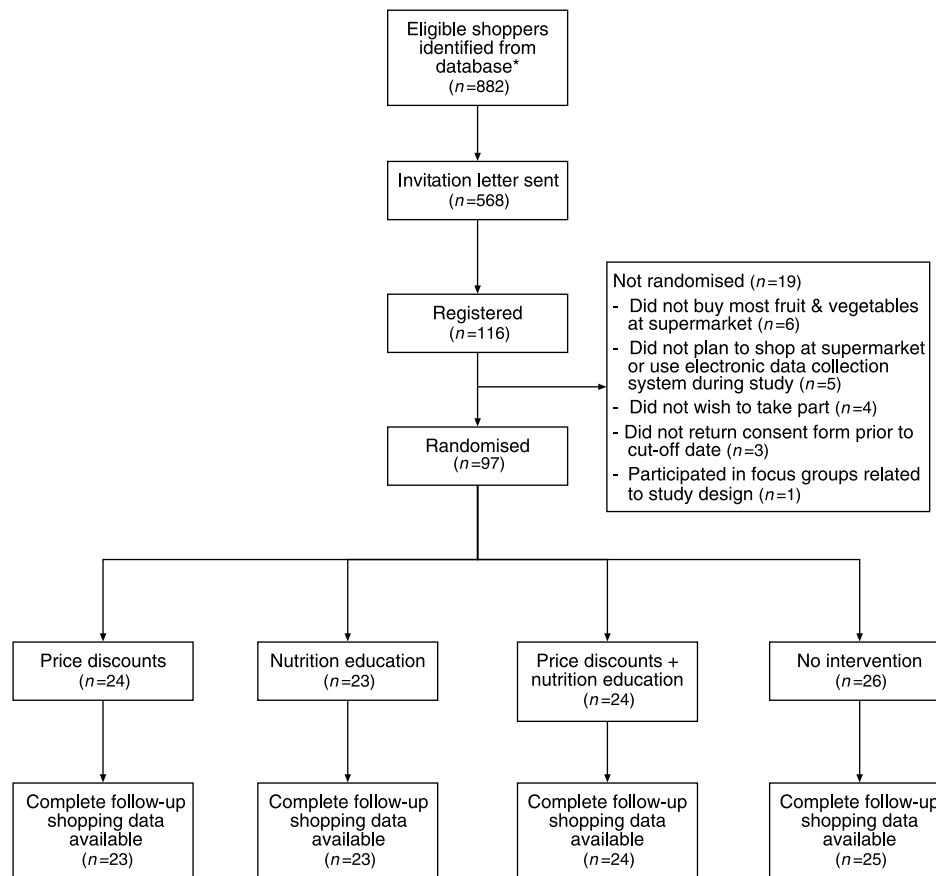 Eligible shoppers
identified from
database*
(n=882)
Invitation letter sent
(n=568)
Registered
(n=116)
Not randomised (n=19)
- Did not buy most fruit & vegetables
at supermarket (n=6)
- Did not plan to shop at supermarket
or use electronic data collection
system during study (n=5)
- Did not wish to take part (n=4)
- Did not return consent form prior to
cut-off date (n=3)
- Participated in focus groups related
to study design (n=1)
Randomised
(n=97)
Price discounts
(n=24)
Nutrition education
(n=23)
Price discounts +
nutrition education
(n=24)
No intervention
(n=26)
Complete follow-up
shopping data
available
(n=23)
Complete follow-up
shopping data
available
(n=23)
Complete follow-up
shopping data
available
(n=24)
Complete follow-up
shopping data
available
(n=25)